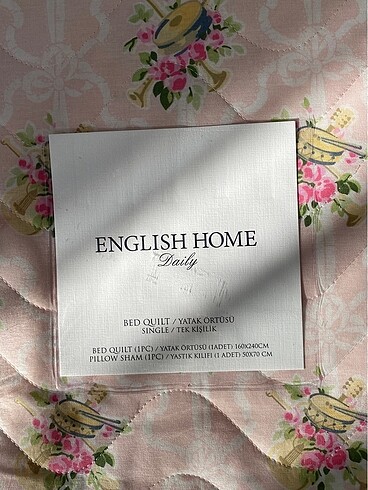 ENGLISH HOME
Daily
BED QUILT / YATAK ÖRTÜSÜ
SINGLE / TEK KİŞİLİK
BED QUILT (1PC) / YATAK ÖRTÜSÜ (1ADET) 160X240CM
PILLOW SHAM (1PC) / YASTIK KILIFI (1 ADET) 50X70 CM